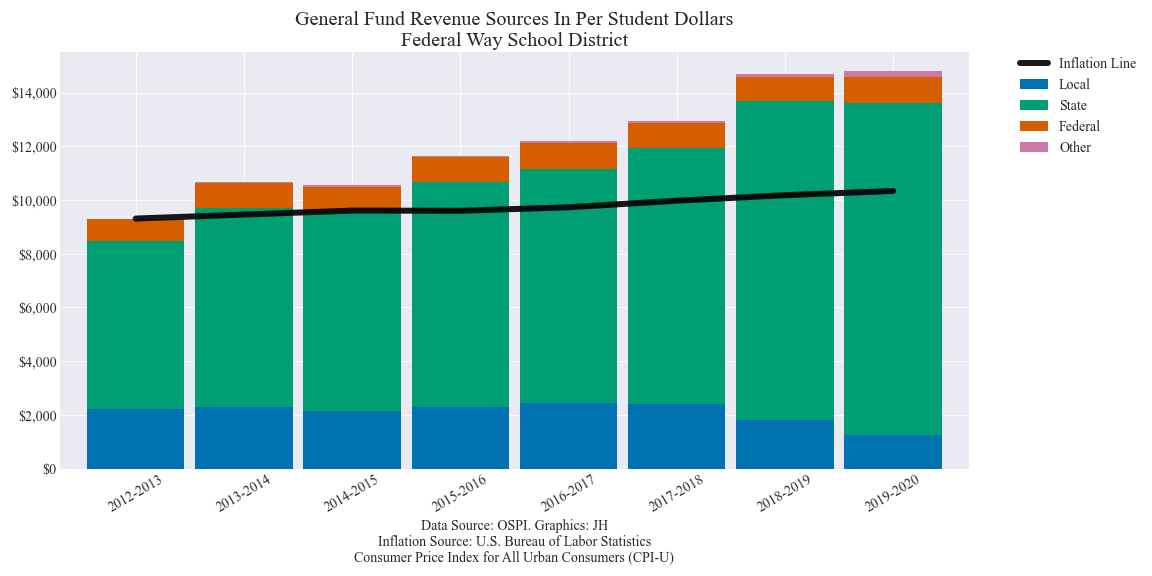 General Fund Revenue Sources In Per Student Dollars
Federal Way School District
Inflation Line
Local
State
Federal
Other
$14,000
$12,000
$10,000
$8,000
$6,000
$4,000
$2,000
$0
2012-2013
2013-2014
2014-2015
2015-2016
2016-2017
2017-2018
2018-2019
2019-2020
Data Source: OSPI. Graphics: JH
Inflation Source: U.S. Bureau of Labor Statistics
Consumer Price Index for All Urban Consumers (CPI-U)